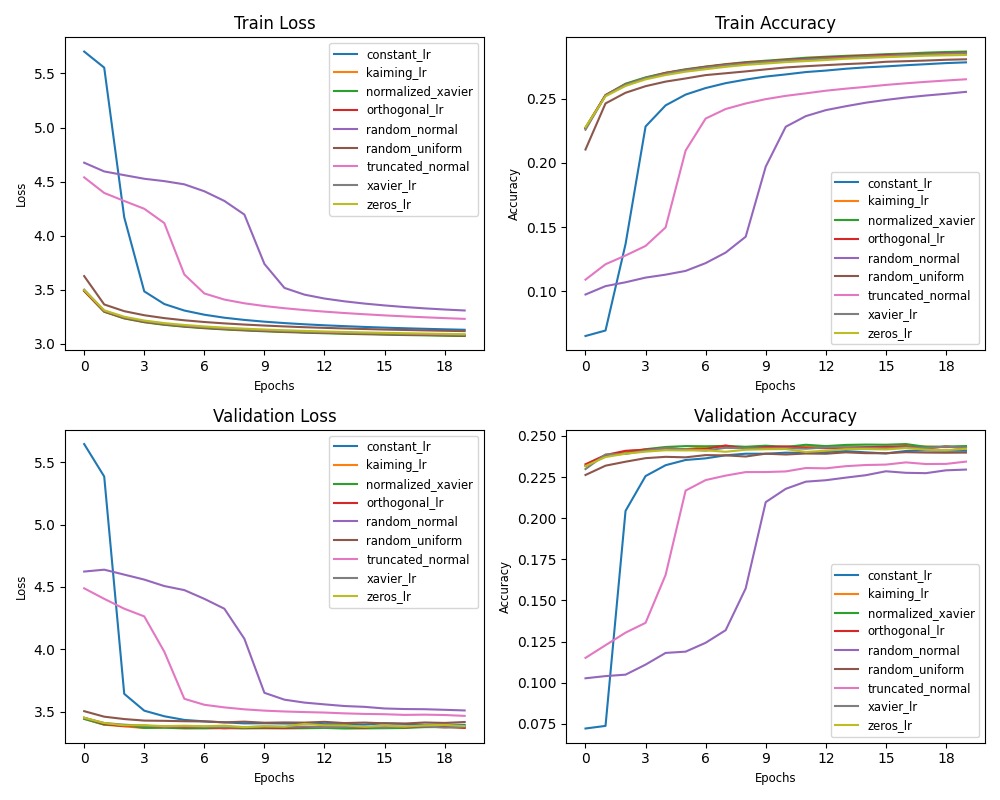 Train Loss
Loss
5.5
5.0
4.5
4.0
3.5
3.0
0 3 6 9 12 15 18
Epochs
constant_lr
kaiming_lr
normalized_xavier
orthogonal_lr
random_normal
random_uniform
truncated_normal
xavier_lr
zeros_lr
Train Accuracy
Accuracy
0.25
0.20
0.15
0.10
0 3 6 9 12 15 18
Epochs
constant_lr
kaiming_lr
normalized_xavier
orthogonal_lr
random_normal
random_uniform
truncated_normal
xavier_lr
zeros_lr
Validation Loss
Loss
5.5
5.0
4.5
4.0
3.5
0 3 6 9 12 15 18
Epochs
constant_lr
kaiming_lr
normalized_xavier
orthogonal_lr
random_normal
random_uniform
truncated_normal
xavier_lr
zeros_lr
Validation Accuracy
Accuracy
0.250
0.225
0.200
0.175
0.150
0.125
0.100
0.075
0 3 6 9 12 15 18
Epochs
constant_lr
kaiming_lr
normalized_xavier
orthogonal_lr
random_normal
random_uniform
truncated_normal
xavier_lr
zeros_lr